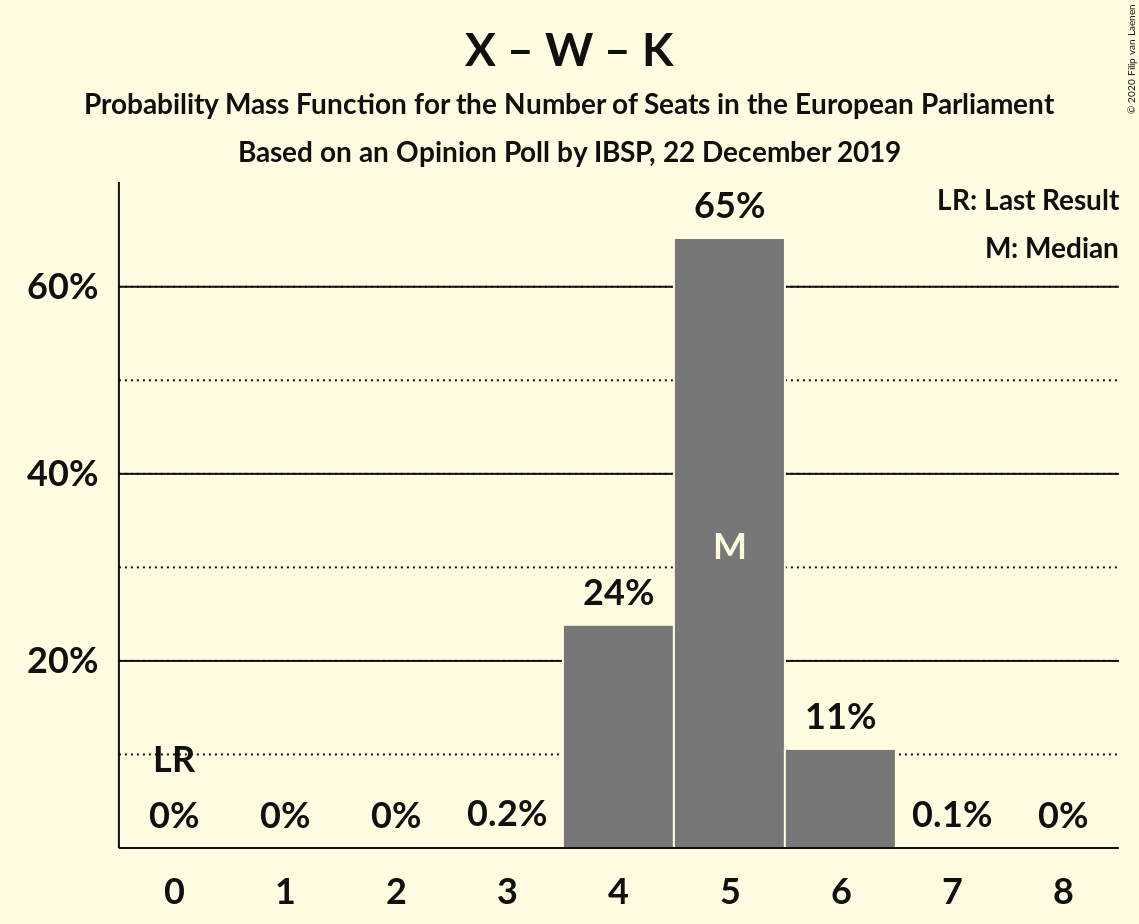 X – W – K
Probability Mass Function for the Number of Seats in the European Parliament
Based on an Opinion Poll by IBSP, 22 December 2019
© 2020 Filip van Laenen
LR: Last Result
M: Median
65%
60%
40%
M
24%
20%
11%
LR
0%
0%
0%
0.2%
0.1%
0%
0 1 2 3 4 5 6 7 8